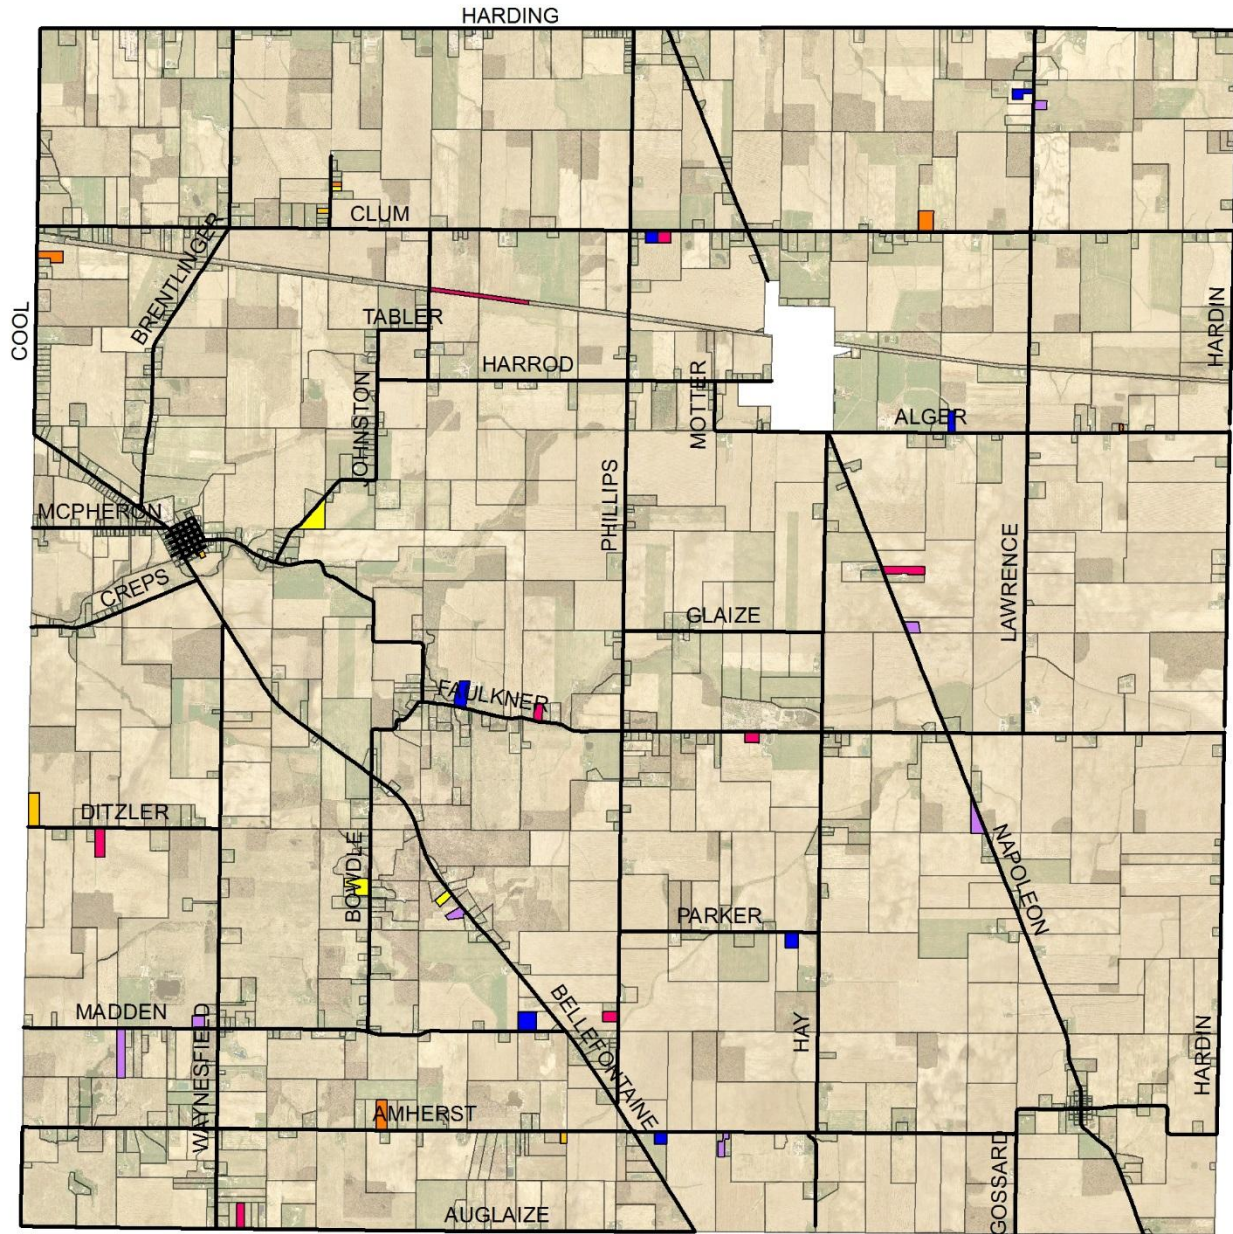 HARDING
CLUM
BRENTLINGER
COOL
TABLER
HARDIN
HARROD
MOTTER
JOHNSTON
ALGER
PHILLIPS
MCPHERON
LAWRENCE
CREPS
GLAIZE
FAULKNER
DITZLER
NAPOLEON
BOWDLE
PARKER
BELLEFONTAINE
MADDEN
HAY
HARDIN
WAYNESFIELD
AMHERST
GOSSARD
AUGLAIZE